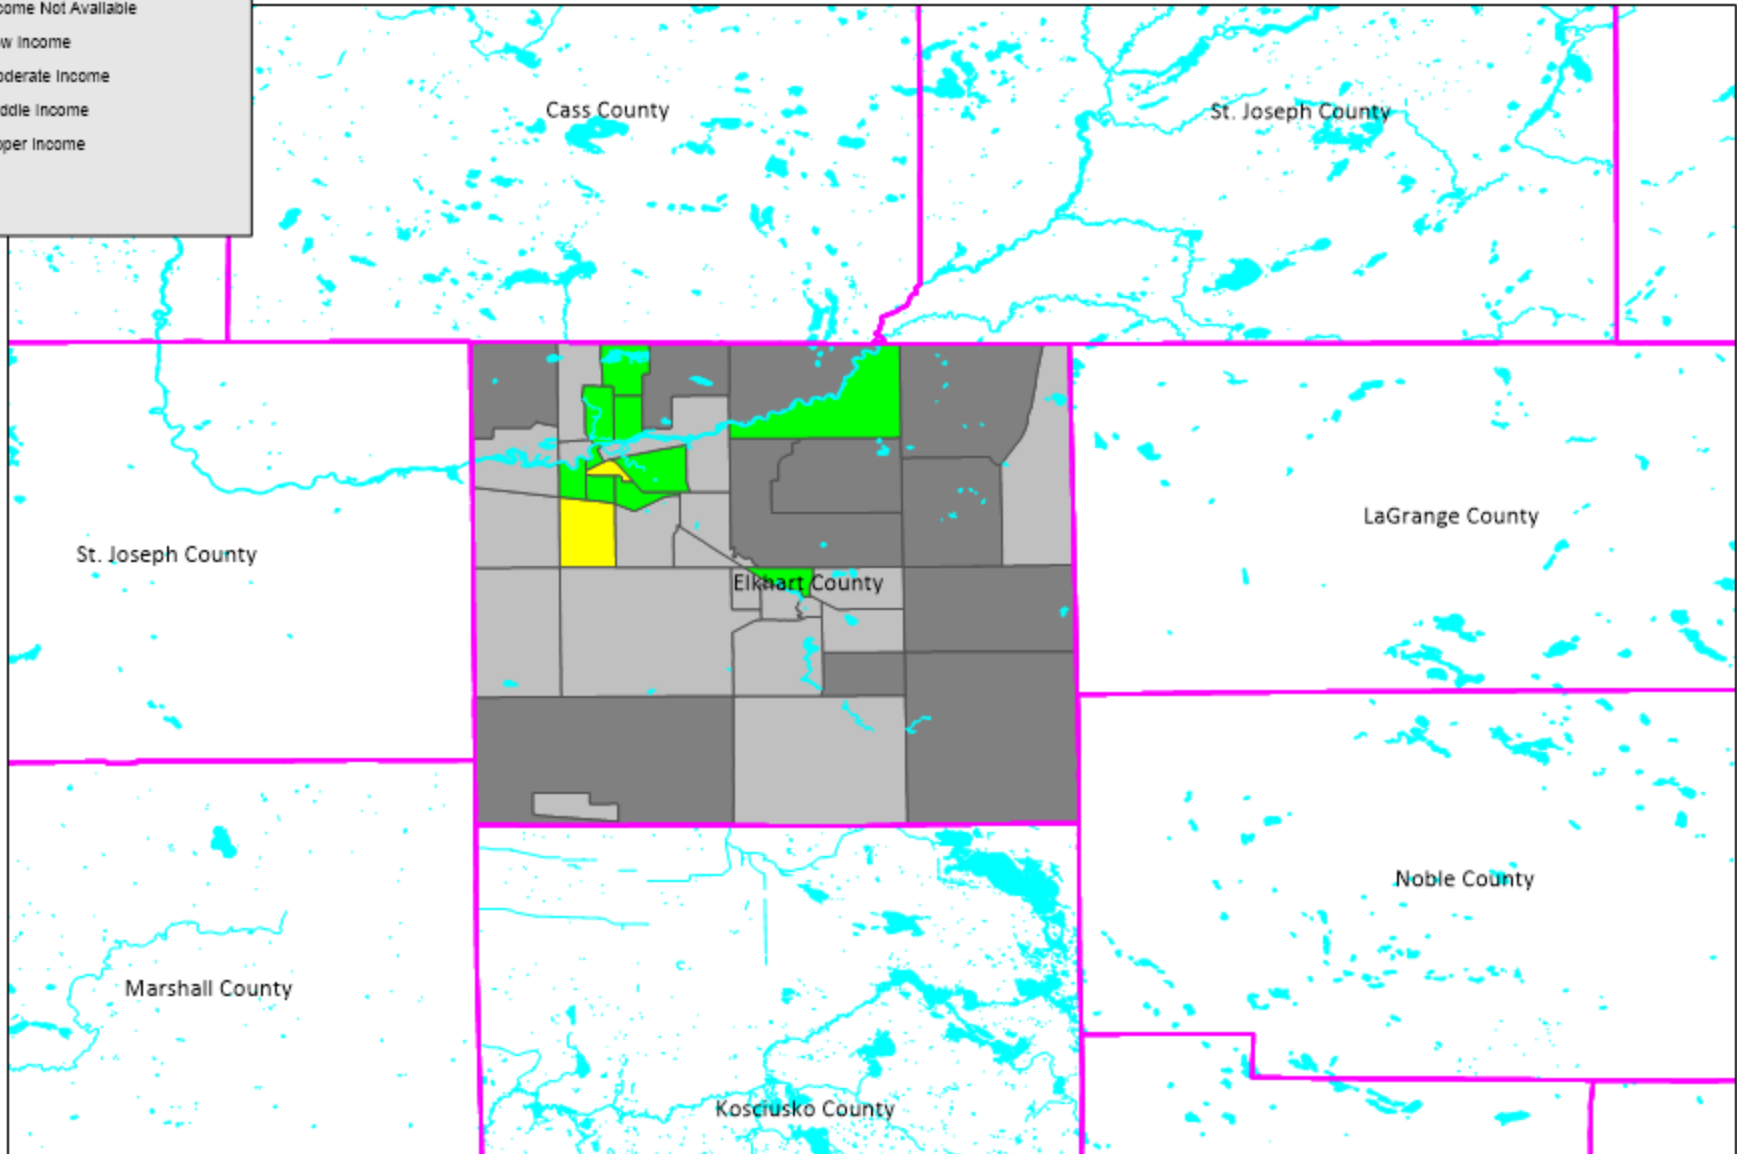 come Not Available
w Income
oderate Income
ddle Income
pper Income
Cass County
St. Joseph County
LaGrange County
St. Joseph County
Elkhart County
Noble County
Marshall County
Kosciusko County